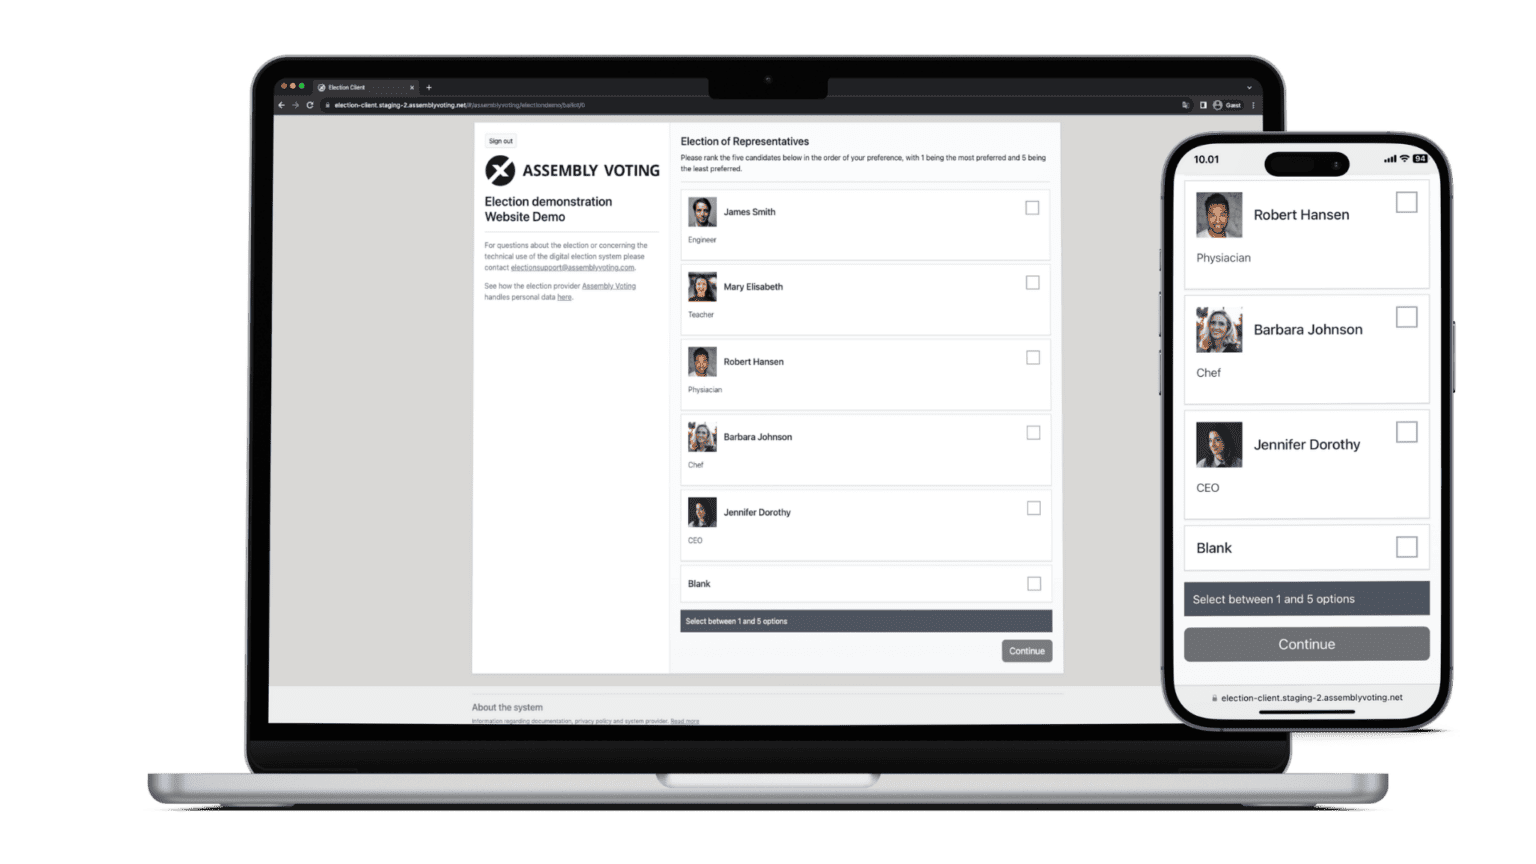 Election Client
election-client.staging-2.assemblyvoting.net/#/assemblyvoting/electiondemo/ballot/0
Guest
Sign out
ASSEMBLY VOTING
Election demonstration
Website Demo
For questions about the election or concerning the
technical use of the digital election system please
contact electionsupport@assemblyvoting.com.
See how the election provider Assembly Voting
handles personal data here.
Election of Representatives
Please rank the five candidates below in the order of your preference, with 1 being the most preferred and 5 being
the least preferred.
James Smith
Engineer
Mary Elisabeth
Teacher
Robert Hansen
Physiacian
Barbara Johnson
Chef
Jennifer Dorothy
CEO
Blank
Select between 1 and 5 options
Continue
About the system
Information regarding documentation, privacy policy and system provider. Read more
10.01
94
Robert Hansen
Physiacian
Barbara Johnson
Chef
Jennifer Dorothy
CEO
Blank
Select between 1 and 5 options
Continue
election-client.staging-2.assemblyvoting.net